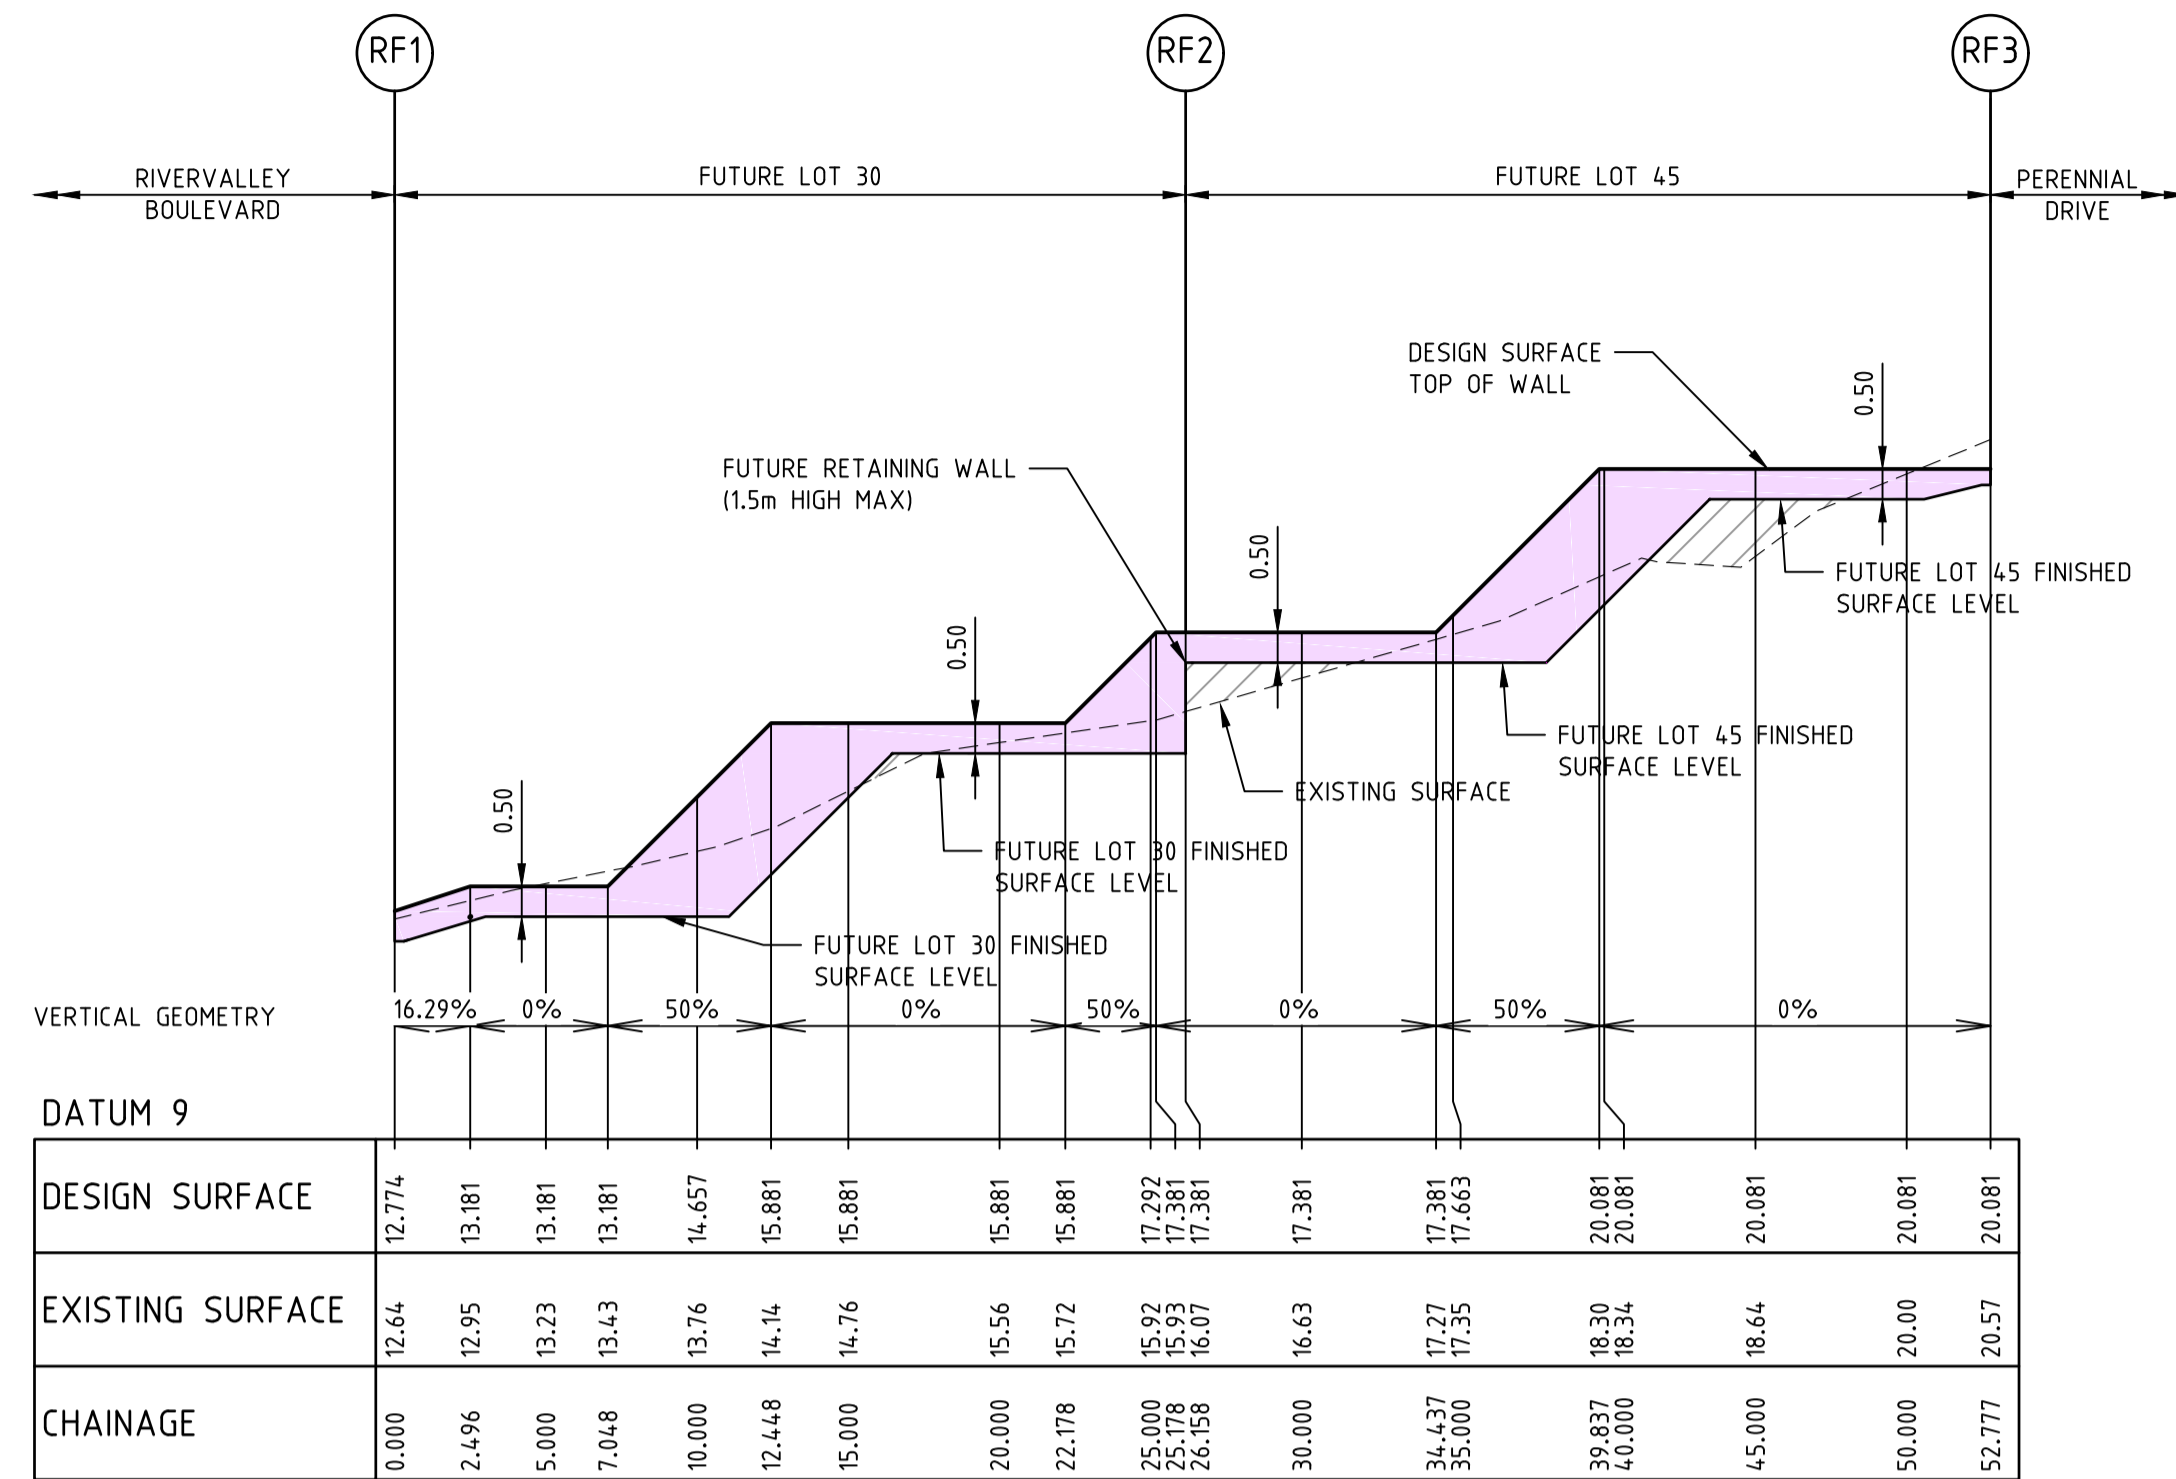 RF1
RF2
RF3
RIVERVALLEY
BOULEVARD
FUTURE LOT 30
FUTURE LOT 45
PERENNIAL
DRIVE
DESIGN SURFACE
TOP OF WALL
0.50
FUTURE RETAINING WALL
(1.5m HIGH MAX)
0.50
FUTURE LOT 45 FINISHED
SURFACE LEVEL
0.50
FUTURE LOT 45 FINISHED
SURFACE LEVEL
EXISTING SURFACE
0.50
FUTURE LOT 30 FINISHED
SURFACE LEVEL
FUTURE LOT 30 FINISHED
SURFACE LEVEL
VERTICAL GEOMETRY
16.29% 0% 50% 0% 50% 0% 50% 0%
DATUM 9
DESIGN SURFACE 12.774 13.181 13.181 13.181 14.657 15.881 15.881 15.881 15.881 17.292 17.381 17.381 17.381 17.381 17.663 20.081 20.081 20.081 20.081 20.081
EXISTING SURFACE 12.64 12.95 13.23 13.43 13.76 14.14 14.76 15.56 15.72 15.92 15.93 16.07 16.63 17.27 17.35 18.30 18.34 18.64 20.00 20.57
CHAINAGE 0.000 2.496 5.000 7.048 10.000 12.448 15.000 20.000 22.178 25.000 25.178 26.158 30.000 34.437 35.000 39.837 40.000 45.000 50.000 52.777